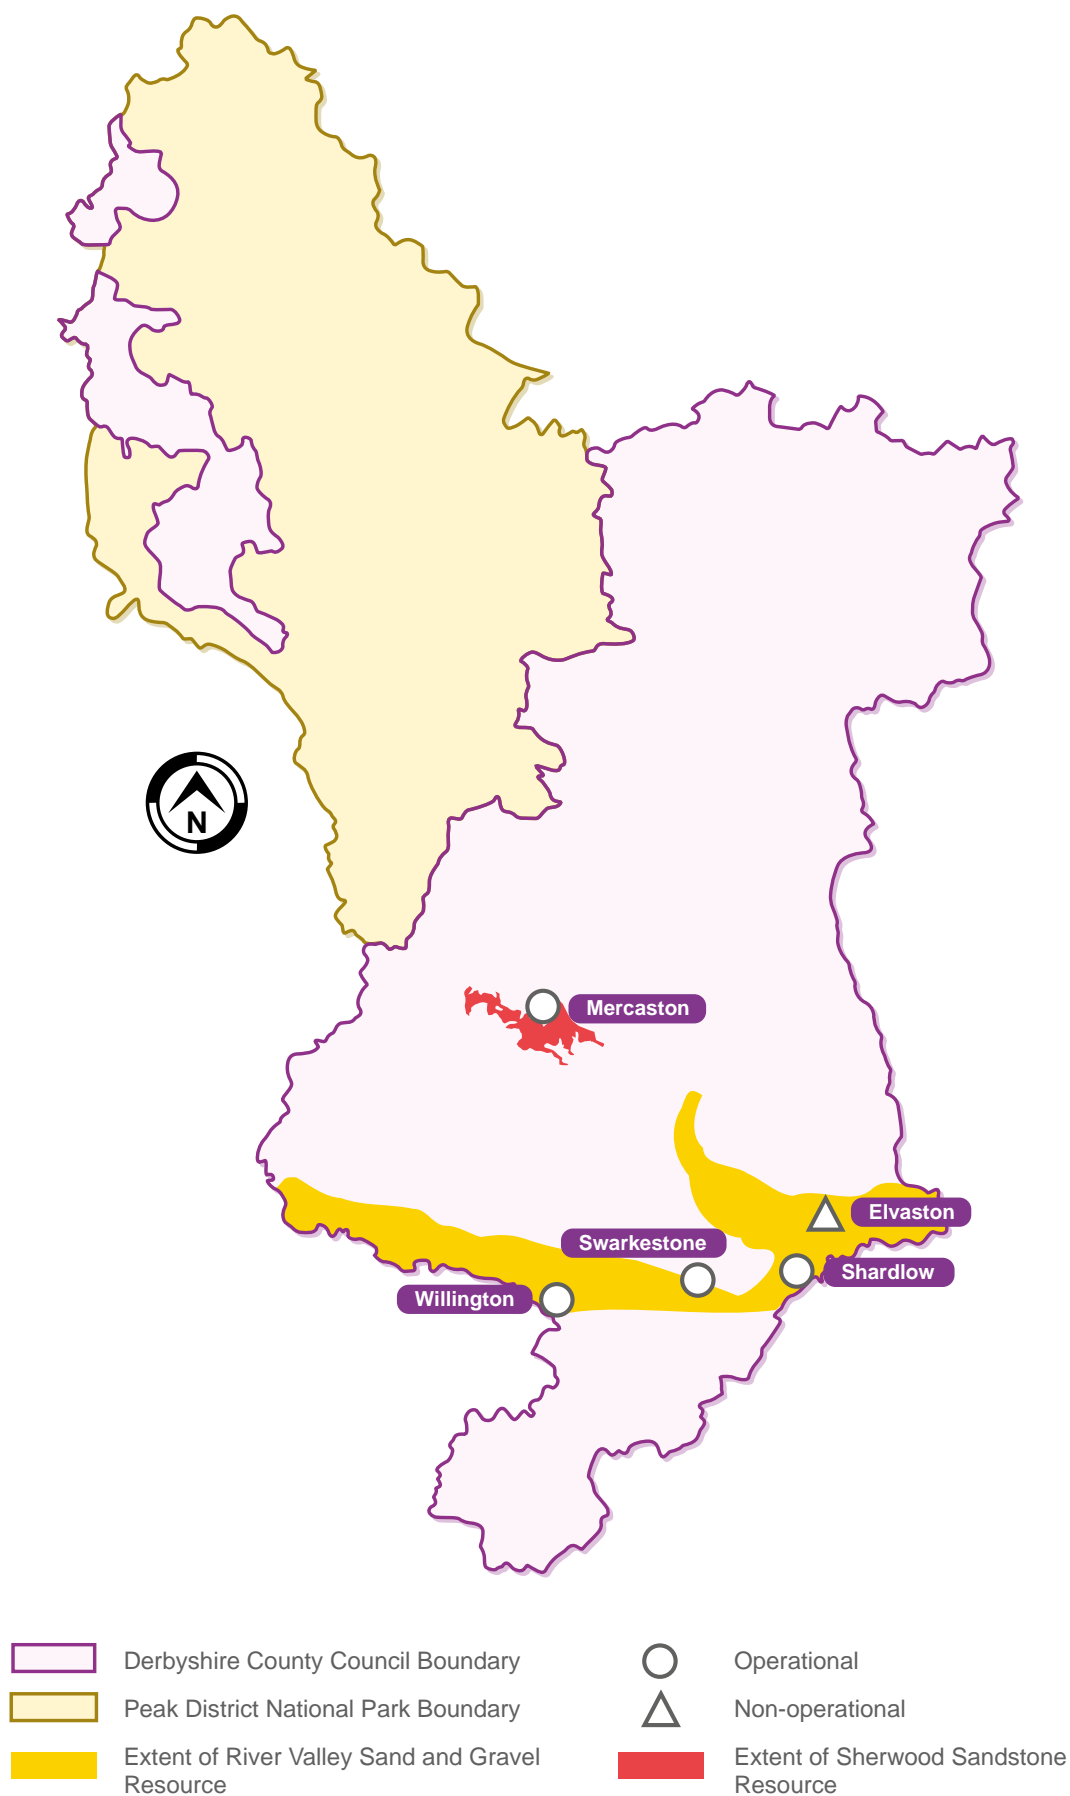 N
Mercaston
Elvaston
Swarkestone
Shardlow
Willington
Derbyshire County Council Boundary
Operational
Peak District National Park Boundary
Non-operational
Extent of River Valley Sand and Gravel
Resource
Extent of Sherwood Sandstone
Resource